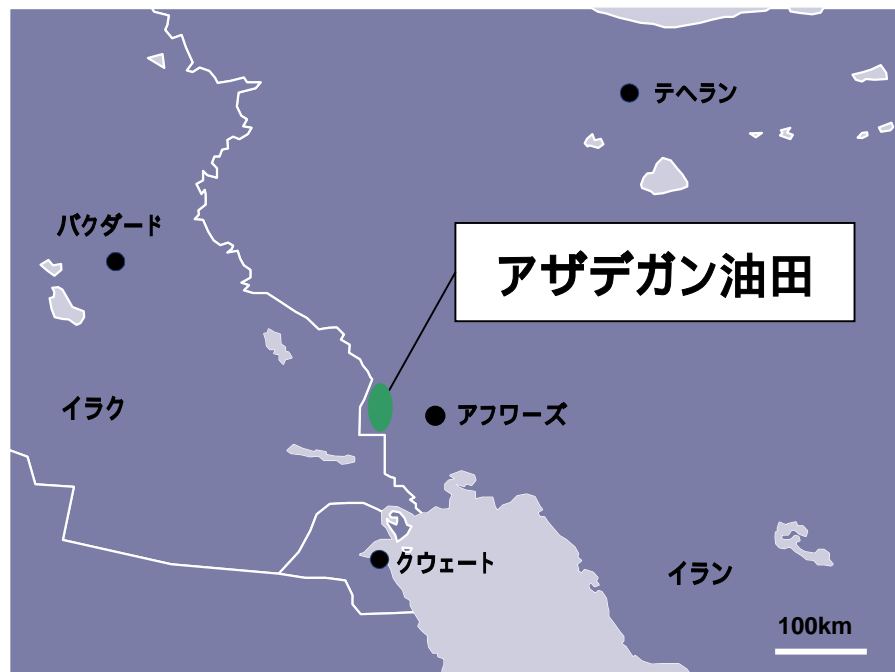 テヘラン
バクダード
アザデガン油田
イラク
アフワーズ
クウェート
イラン
100km